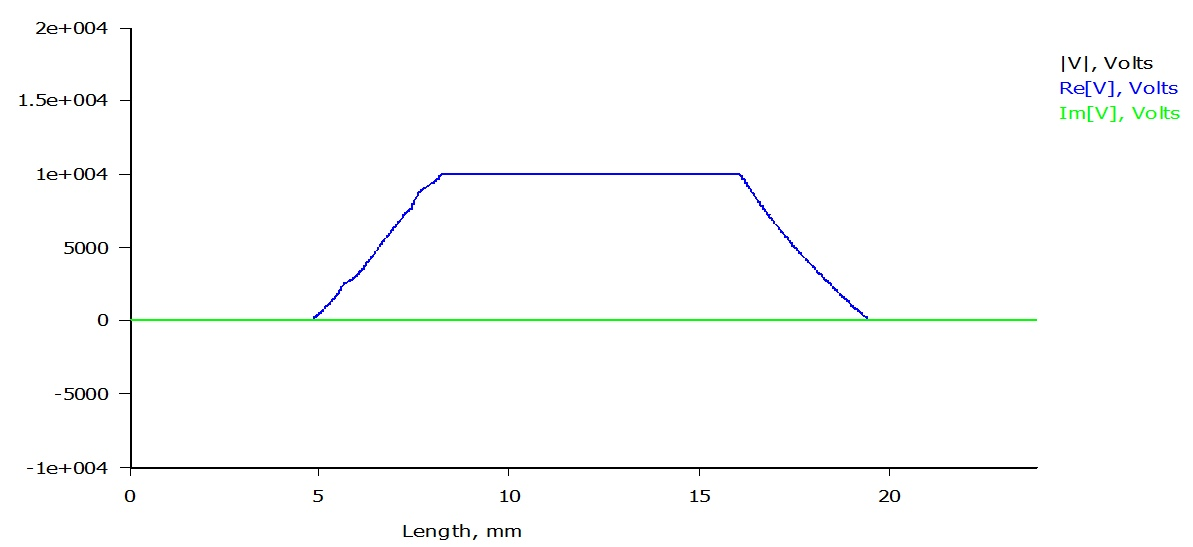 2e+004
1.5e+004
1e+004
5000
0
-5000
-1e+004
0 5 10 15 20
Length, mm
|V|, Volts
Re[V], Volts
Im[V], Volts